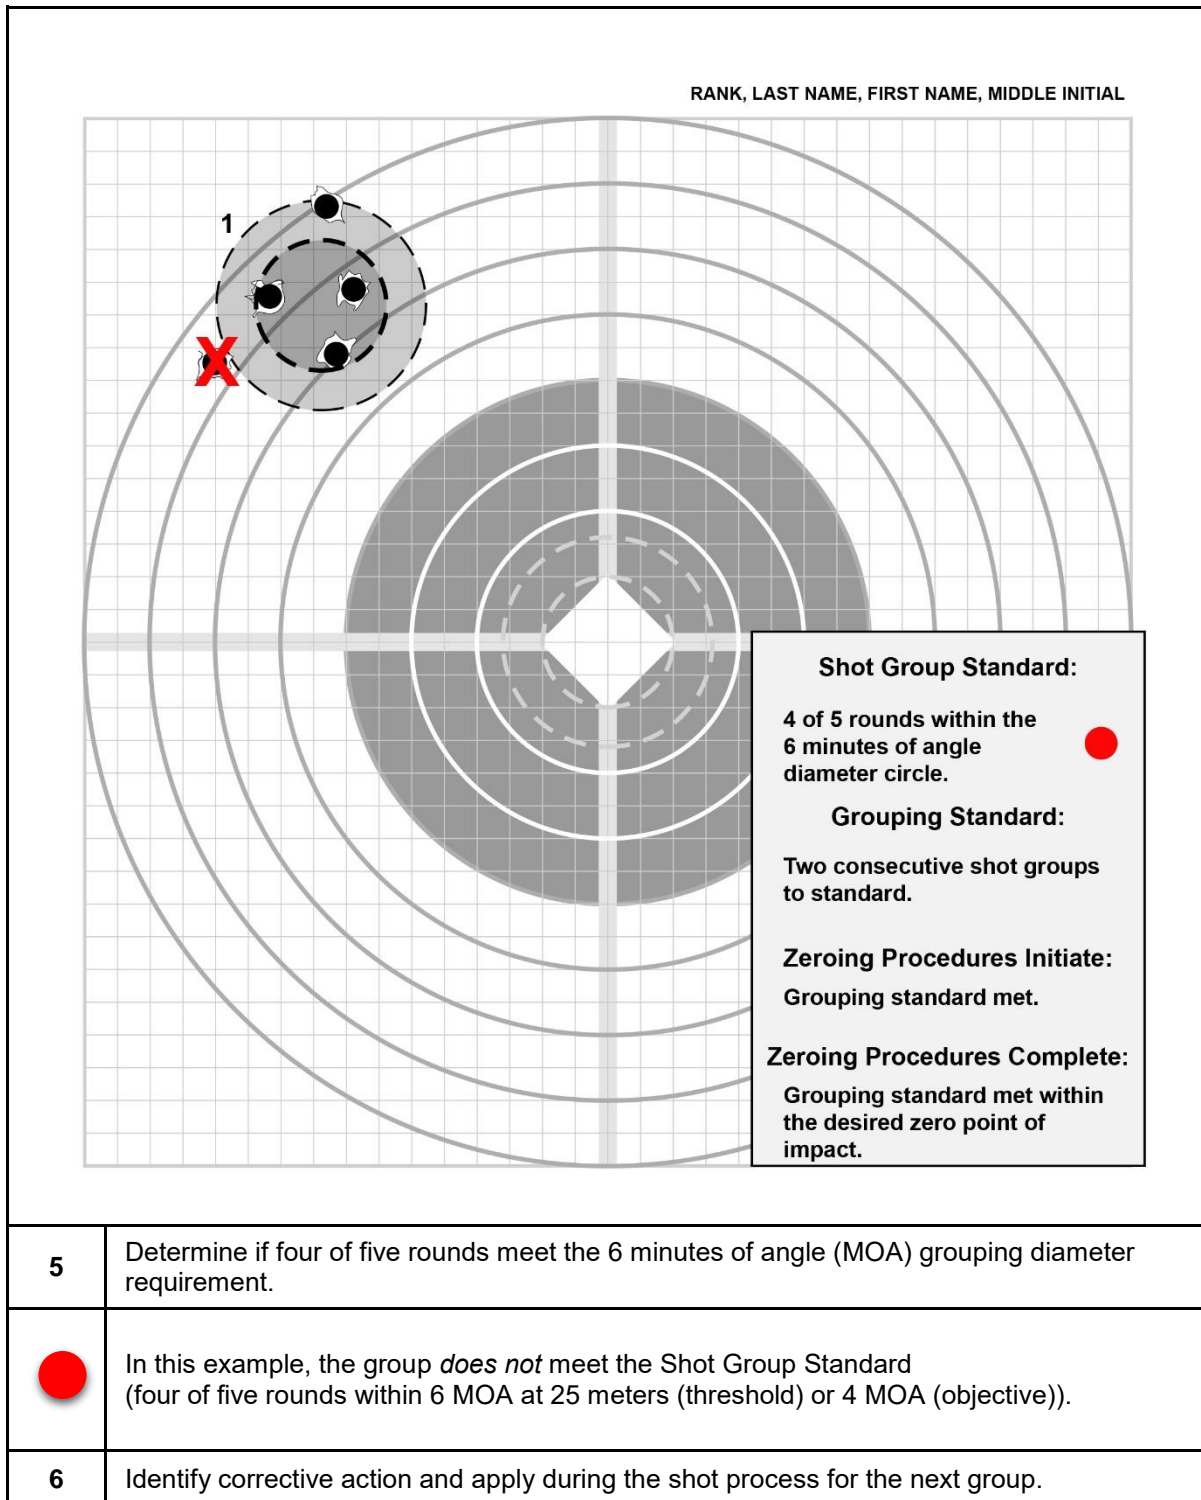 RANK, LAST NAME, FIRST NAME, MIDDLE INITIAL
1
X
Shot Group Standard:
4 of 5 rounds within the
6 minutes of angle
diameter circle.
Grouping Standard:
Two consecutive shot groups
to standard.
Zeroing Procedures Initiate:
Grouping standard met.
Zeroing Procedures Complete:
Grouping standard met within
the desired zero point of
impact.
5
Determine if four of five rounds meet the 6 minutes of angle (MOA) grouping diameter
requirement.
In this example, the group does not meet the Shot Group Standard
(four of five rounds within 6 MOA at 25 meters (threshold) or 4 MOA (objective)).
6
Identify corrective action and apply during the shot process for the next group.